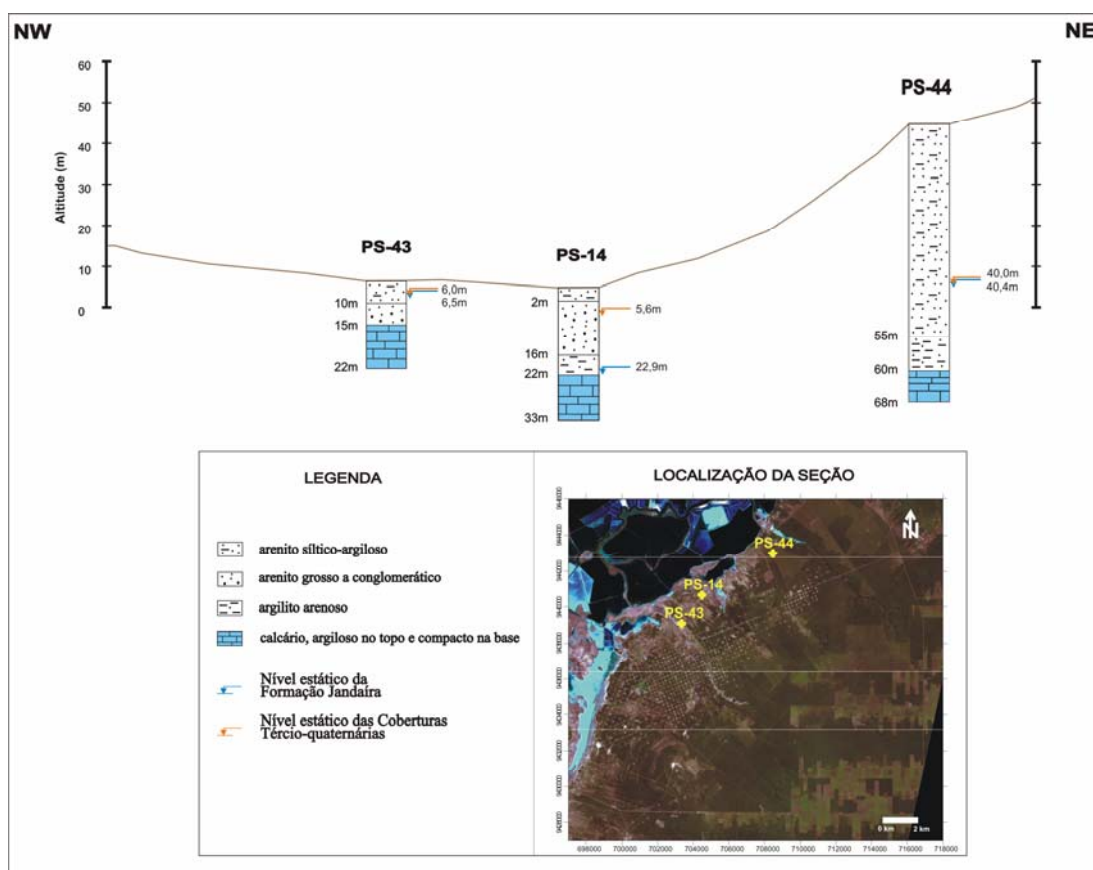 NW
NE
PS-44
60
50
40
30
20
10
0
Altitude (m)
PS-43
PS-14
10m
15m
22m
6,0m
6,5m
2m
16m
22m
33m
5,6m
22,9m
55m
60m
68m
40,0m
40,4m
LEGENDA
arenito síltico-argiloso
arenito grosso a conglomerático
argilito arenoso
calcário, argiloso no topo e compacto na base
Nível estático da
Formação Jandaíra
Nível estático das Coberturas
Tércio-quaternárias
LOCALIZAÇÃO DA SEÇÃO
N
PS-44
PS-14
PS-43
0 km 2 km
698000 700000 702000 704000 706000 708000 710000 712000 714000 716000 718000